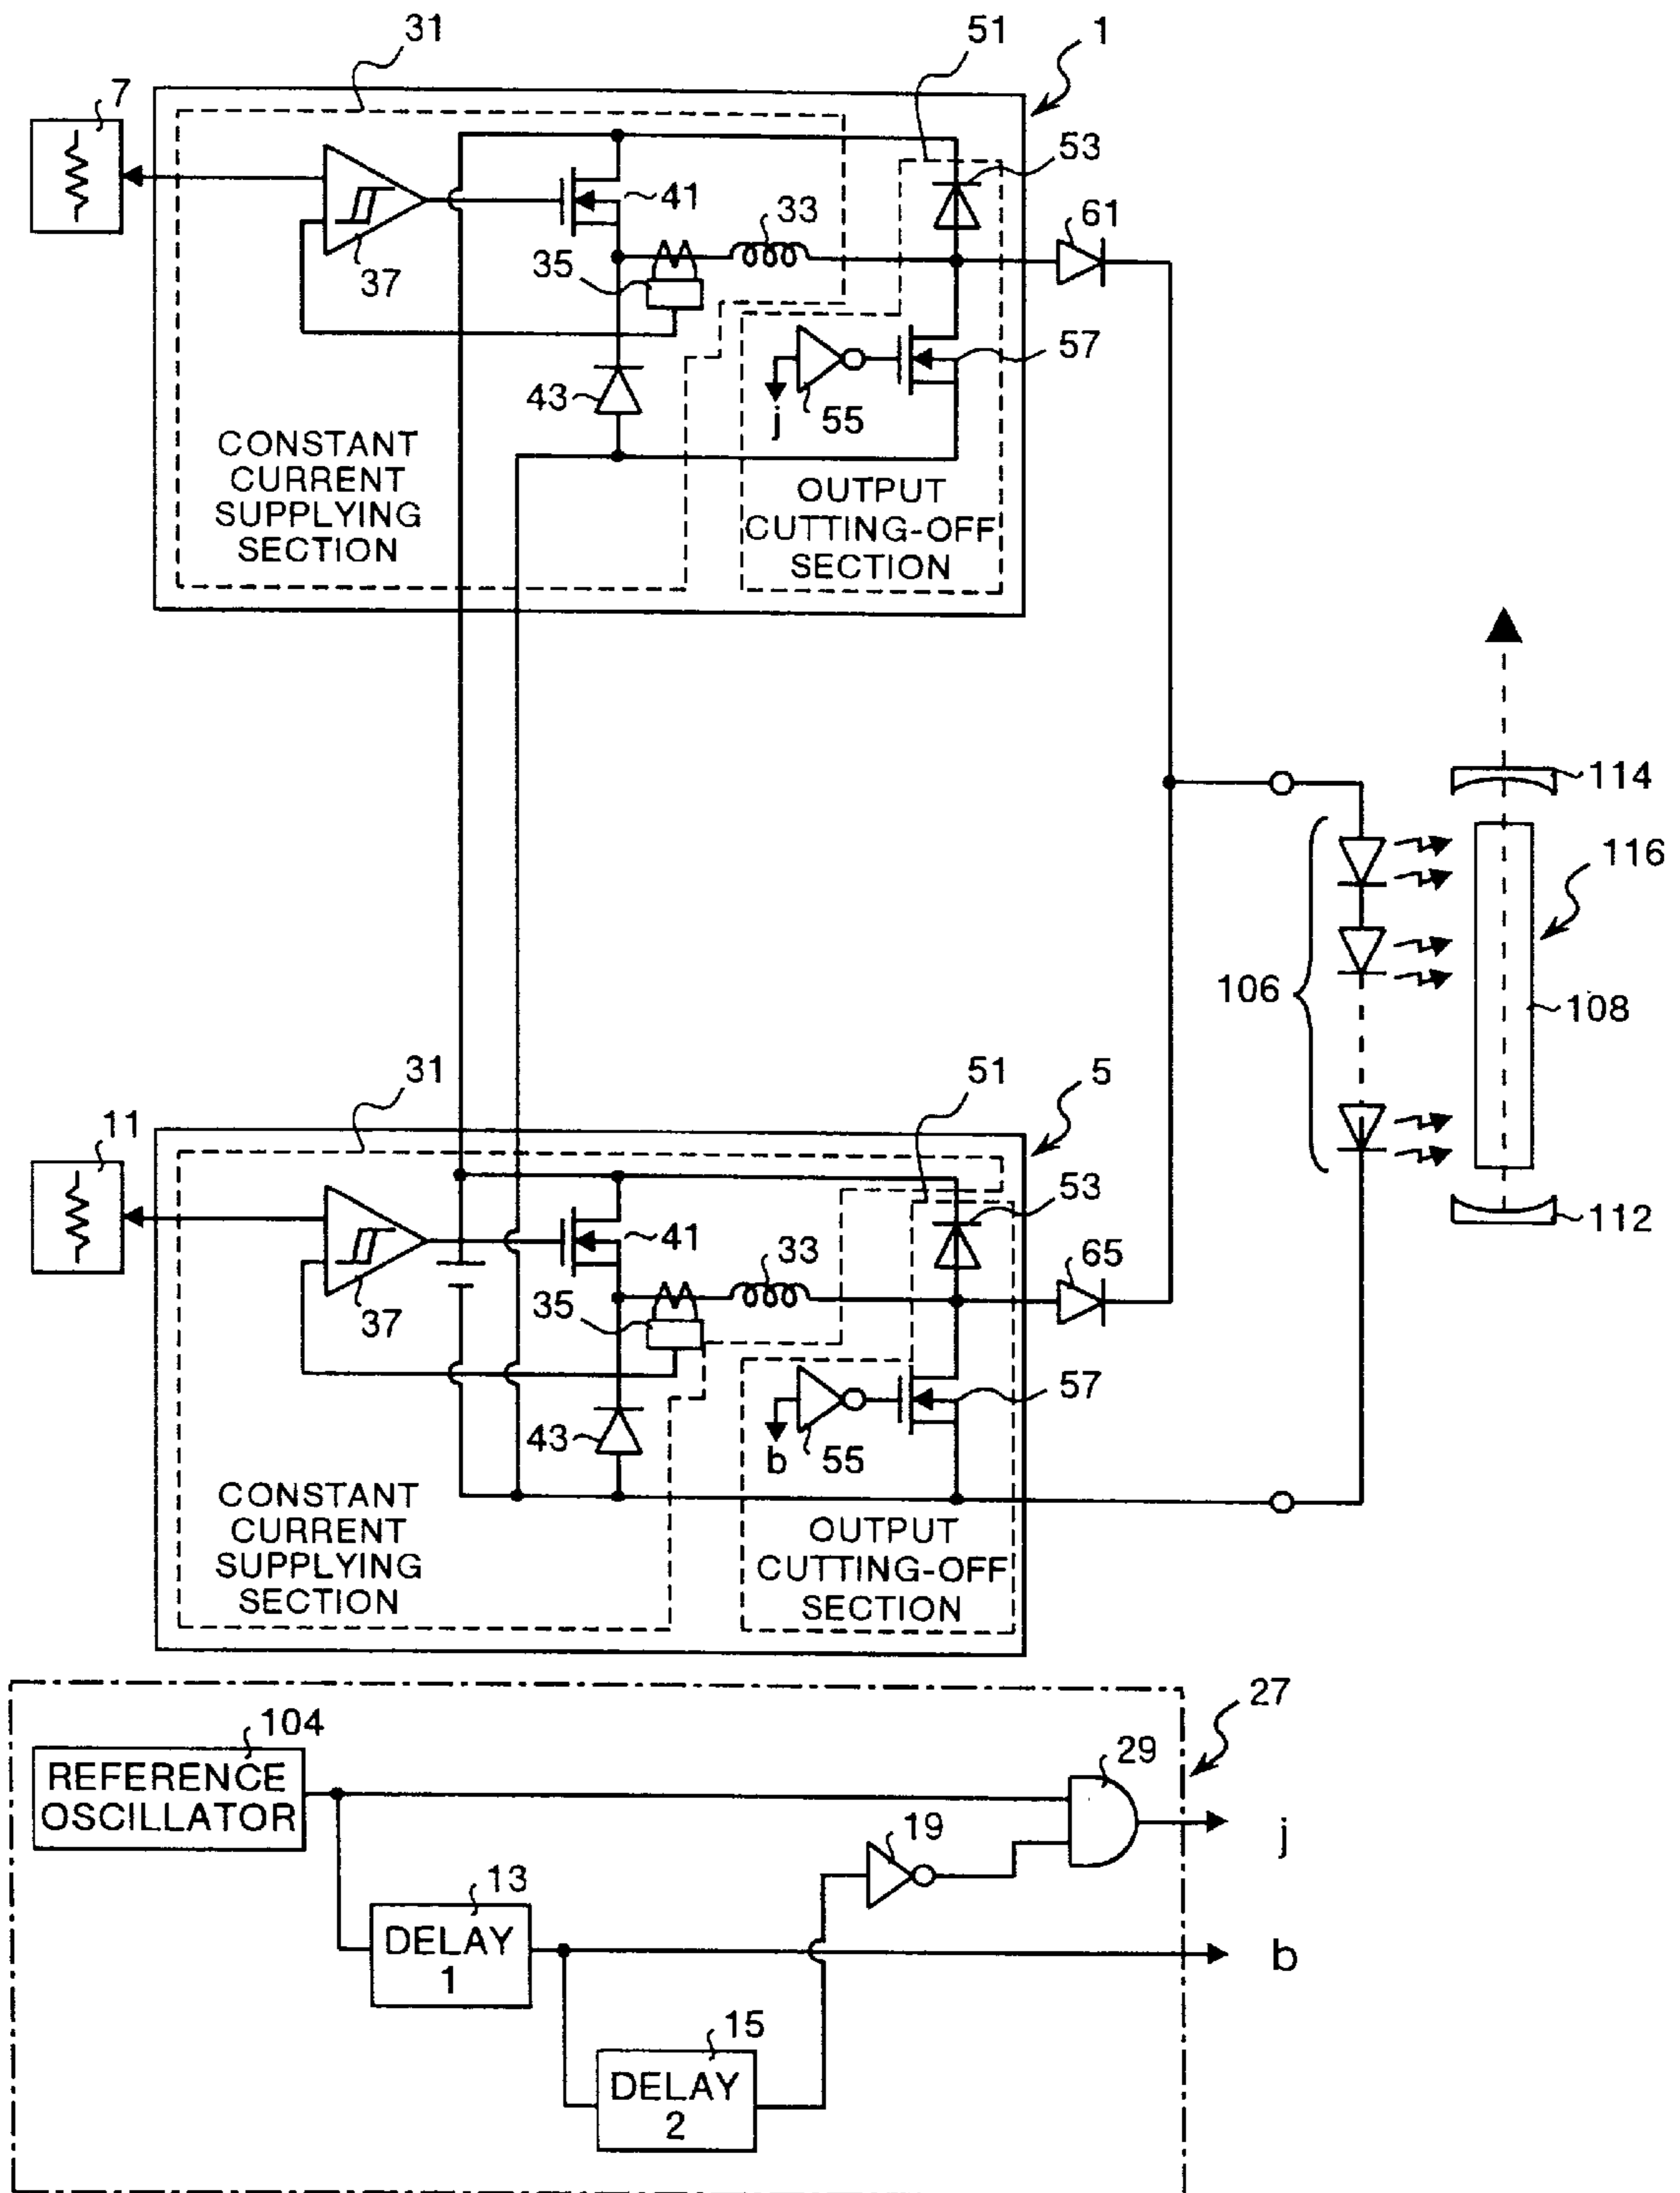 31
1
51
7
53
41
33
61
35
37
57
43
j
55
CONSTANT
CURRENT
SUPPLYING
SECTION
OUTPUT
CUTTING-OFF
SECTION
114
116
106
108
31
51
5
11
53
112
41
33
65
35
37
57
43
b
55
CONSTANT
CURRENT
SUPPLYING
SECTION
OUTPUT
CUTTING-OFF
SECTION
27
104
29
REFERENCE
OSCILLATOR
19
j
13
DELAY
1
b
15
DELAY
2